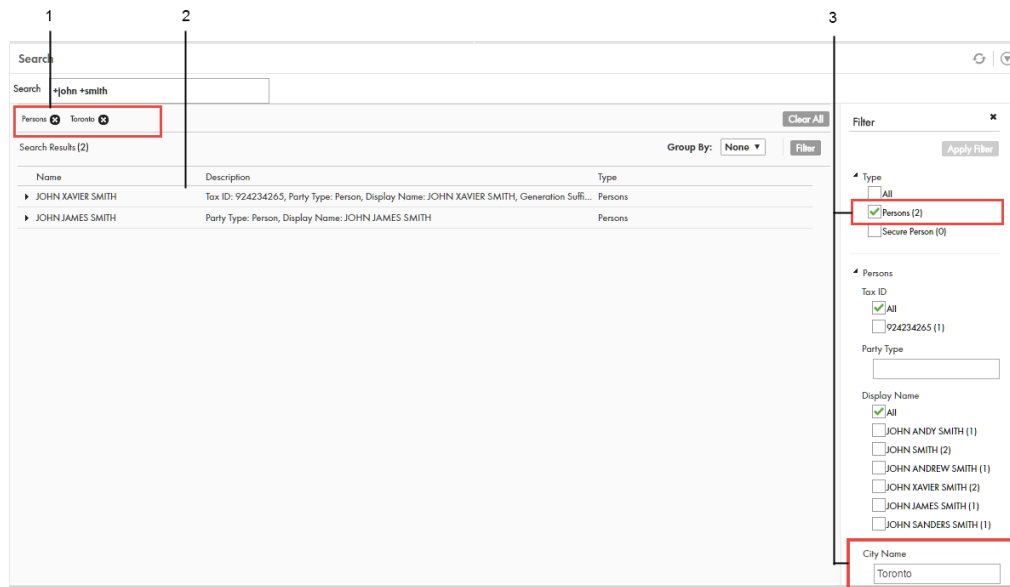 1
2
3
Search
Search +john +smith
Persons Toronto
Clear All
Search Results (2)
Group By: None
Filter
Name Description Type
JOHN XAVIER SMITH Tax ID: 924234265, Party Type: Person, Display Name: JOHN XAVIER SMITH, Generation Suffi... Persons
JOHN JAMES SMITH Party Type: Person, Display Name: JOHN JAMES SMITH Persons
Filter
Apply Filter
Type
All
Persons (2)
Secure Person (0)
Persons
Tax ID
All
924234265 (1)
Party Type
Display Name
All
JOHN ANDY SMITH (1)
JOHN SMITH (2)
JOHN ANDREW SMITH (1)
JOHN XAVIER SMITH (2)
JOHN JAMES SMITH (1)
JOHN SANDERS SMITH (1)
City Name
Toronto